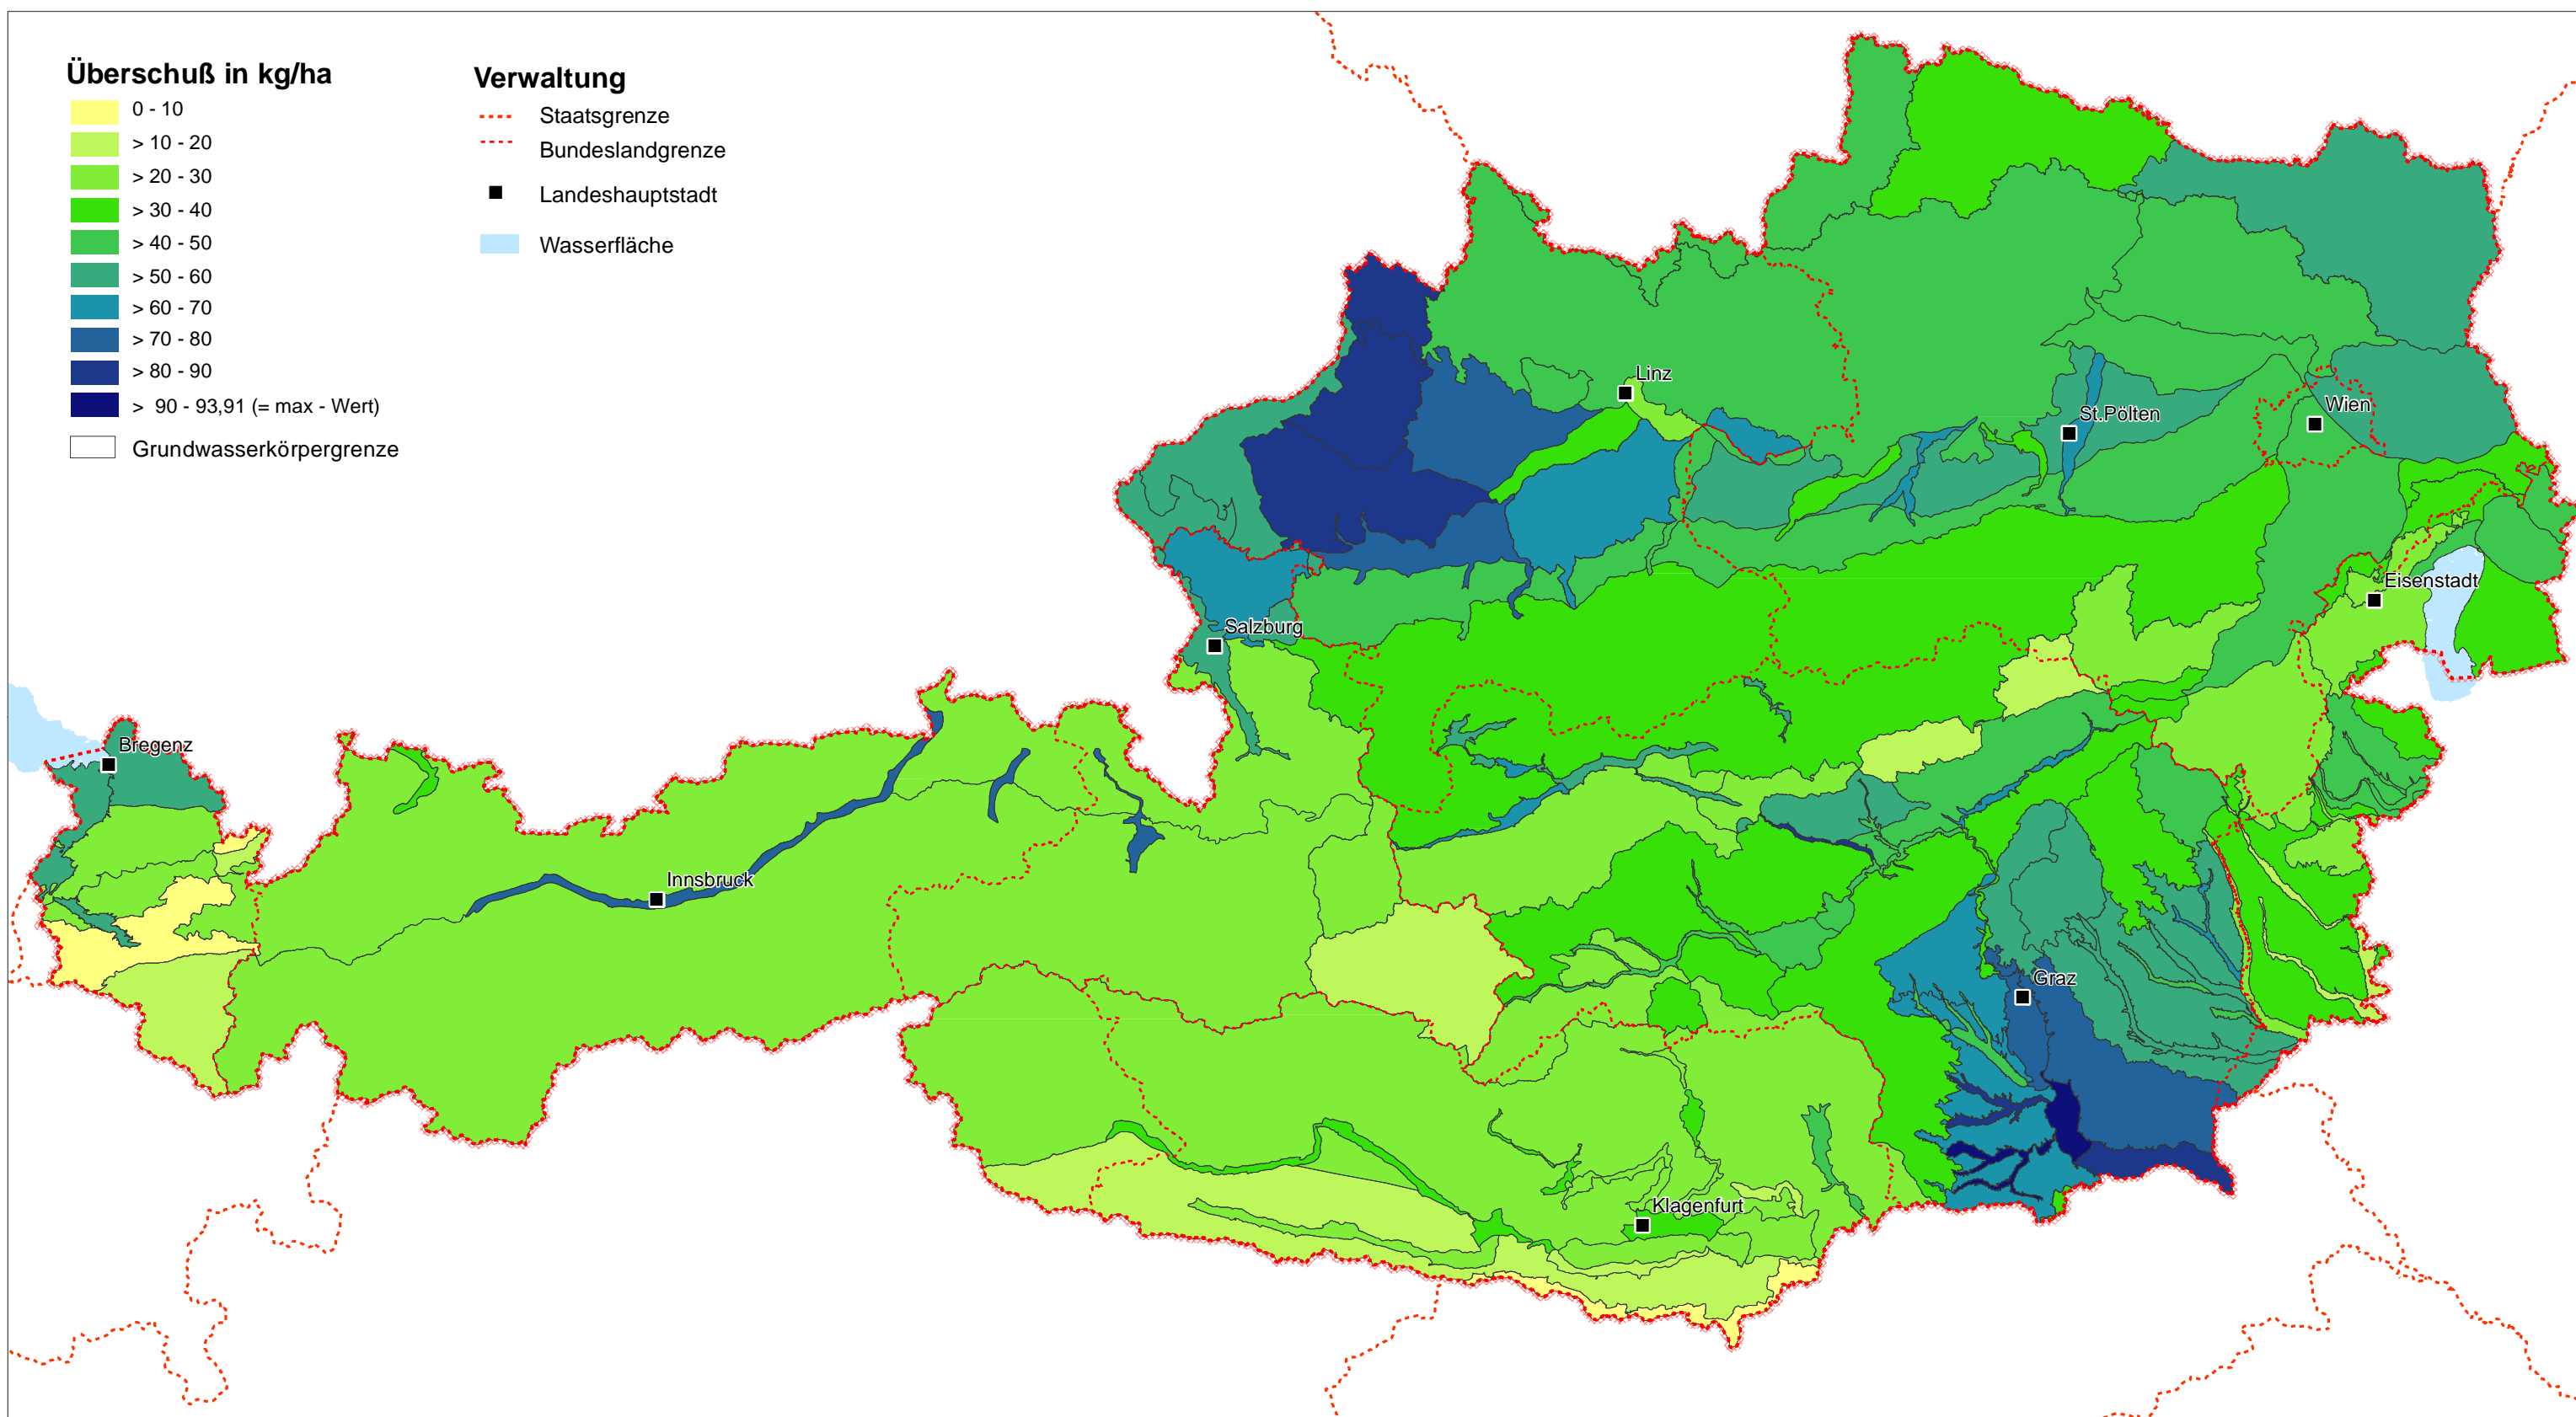 Überschuß in kg/ha
0 - 10
> 10 - 20
> 20 - 30
> 30 - 40
> 40 - 50
> 50 - 60
> 60 - 70
> 70 - 80
> 80 - 90
> 90 - 93,91 (= max - Wert)
Grundwasserkörpergrenze
Verwaltung
Staatsgrenze
Bundeslandgrenze
Landeshauptstadt
Wasserfläche
Linz
St.Pölten
Wien
Eisenstadt
Salzburg
Bregenz
Innsbruck
Graz
Klagenfurt